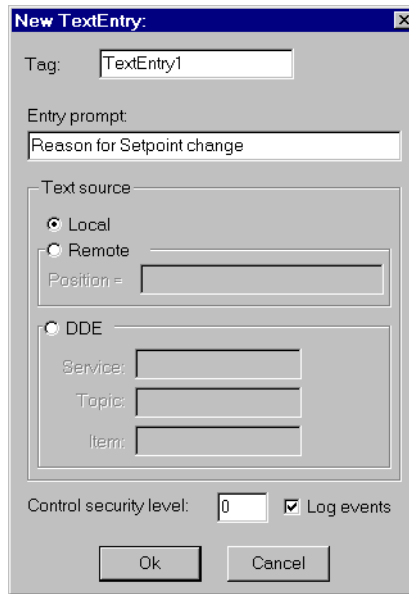 New TextEntry:
Tag: TextEntry1
Entry prompt:
Reason for Setpoint change
Text source
Local
Remote
Position =
DDE
Service:
Topic:
Item:
Control security level: 0 Log events
Ok Cancel